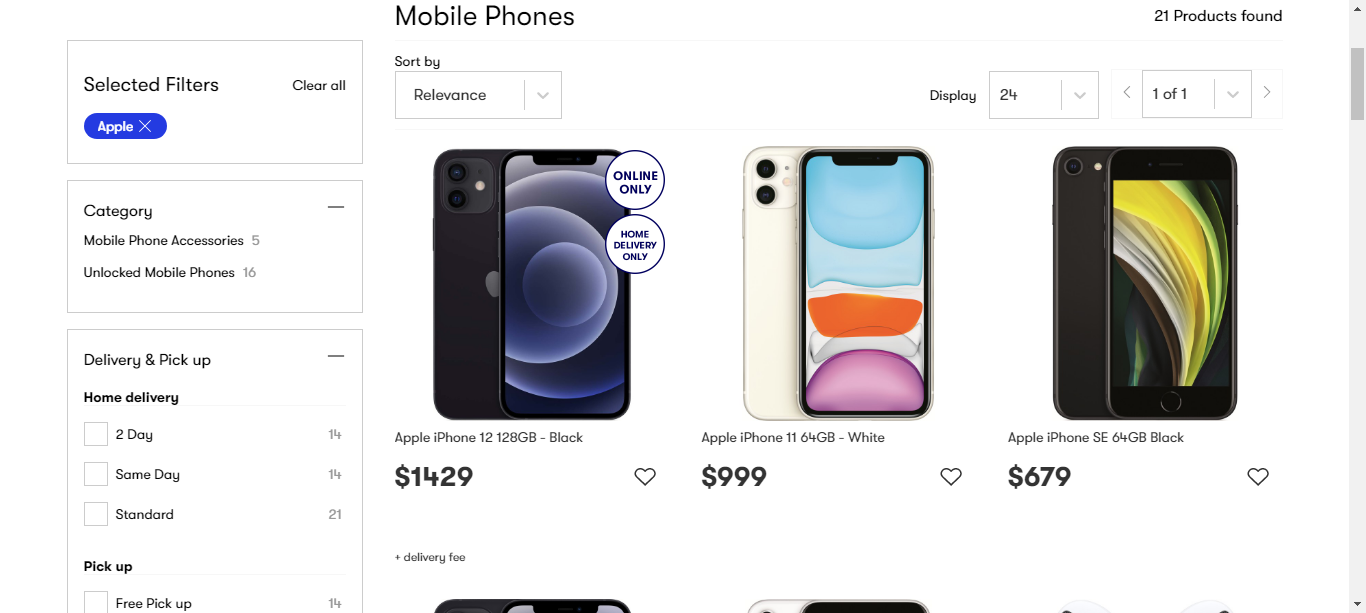 Mobile Phones
21 Products found
Selected Filters
Clear all
Apple
Category
Mobile Phone Accessories 5
Unlocked Mobile Phones 16
Delivery & Pick up
Home delivery
2 Day 14
Same Day 14
Standard 21
Pick up
Free Pick up 14
Sort by
Relevance
Display
24
1 of 1
ONLINE
ONLY
HOME
DELIVERY
ONLY
Apple iPhone 12 128GB - Black
$1429
+ delivery fee
Apple iPhone 11 64GB - White
$999
Apple iPhone SE 64GB Black
$679